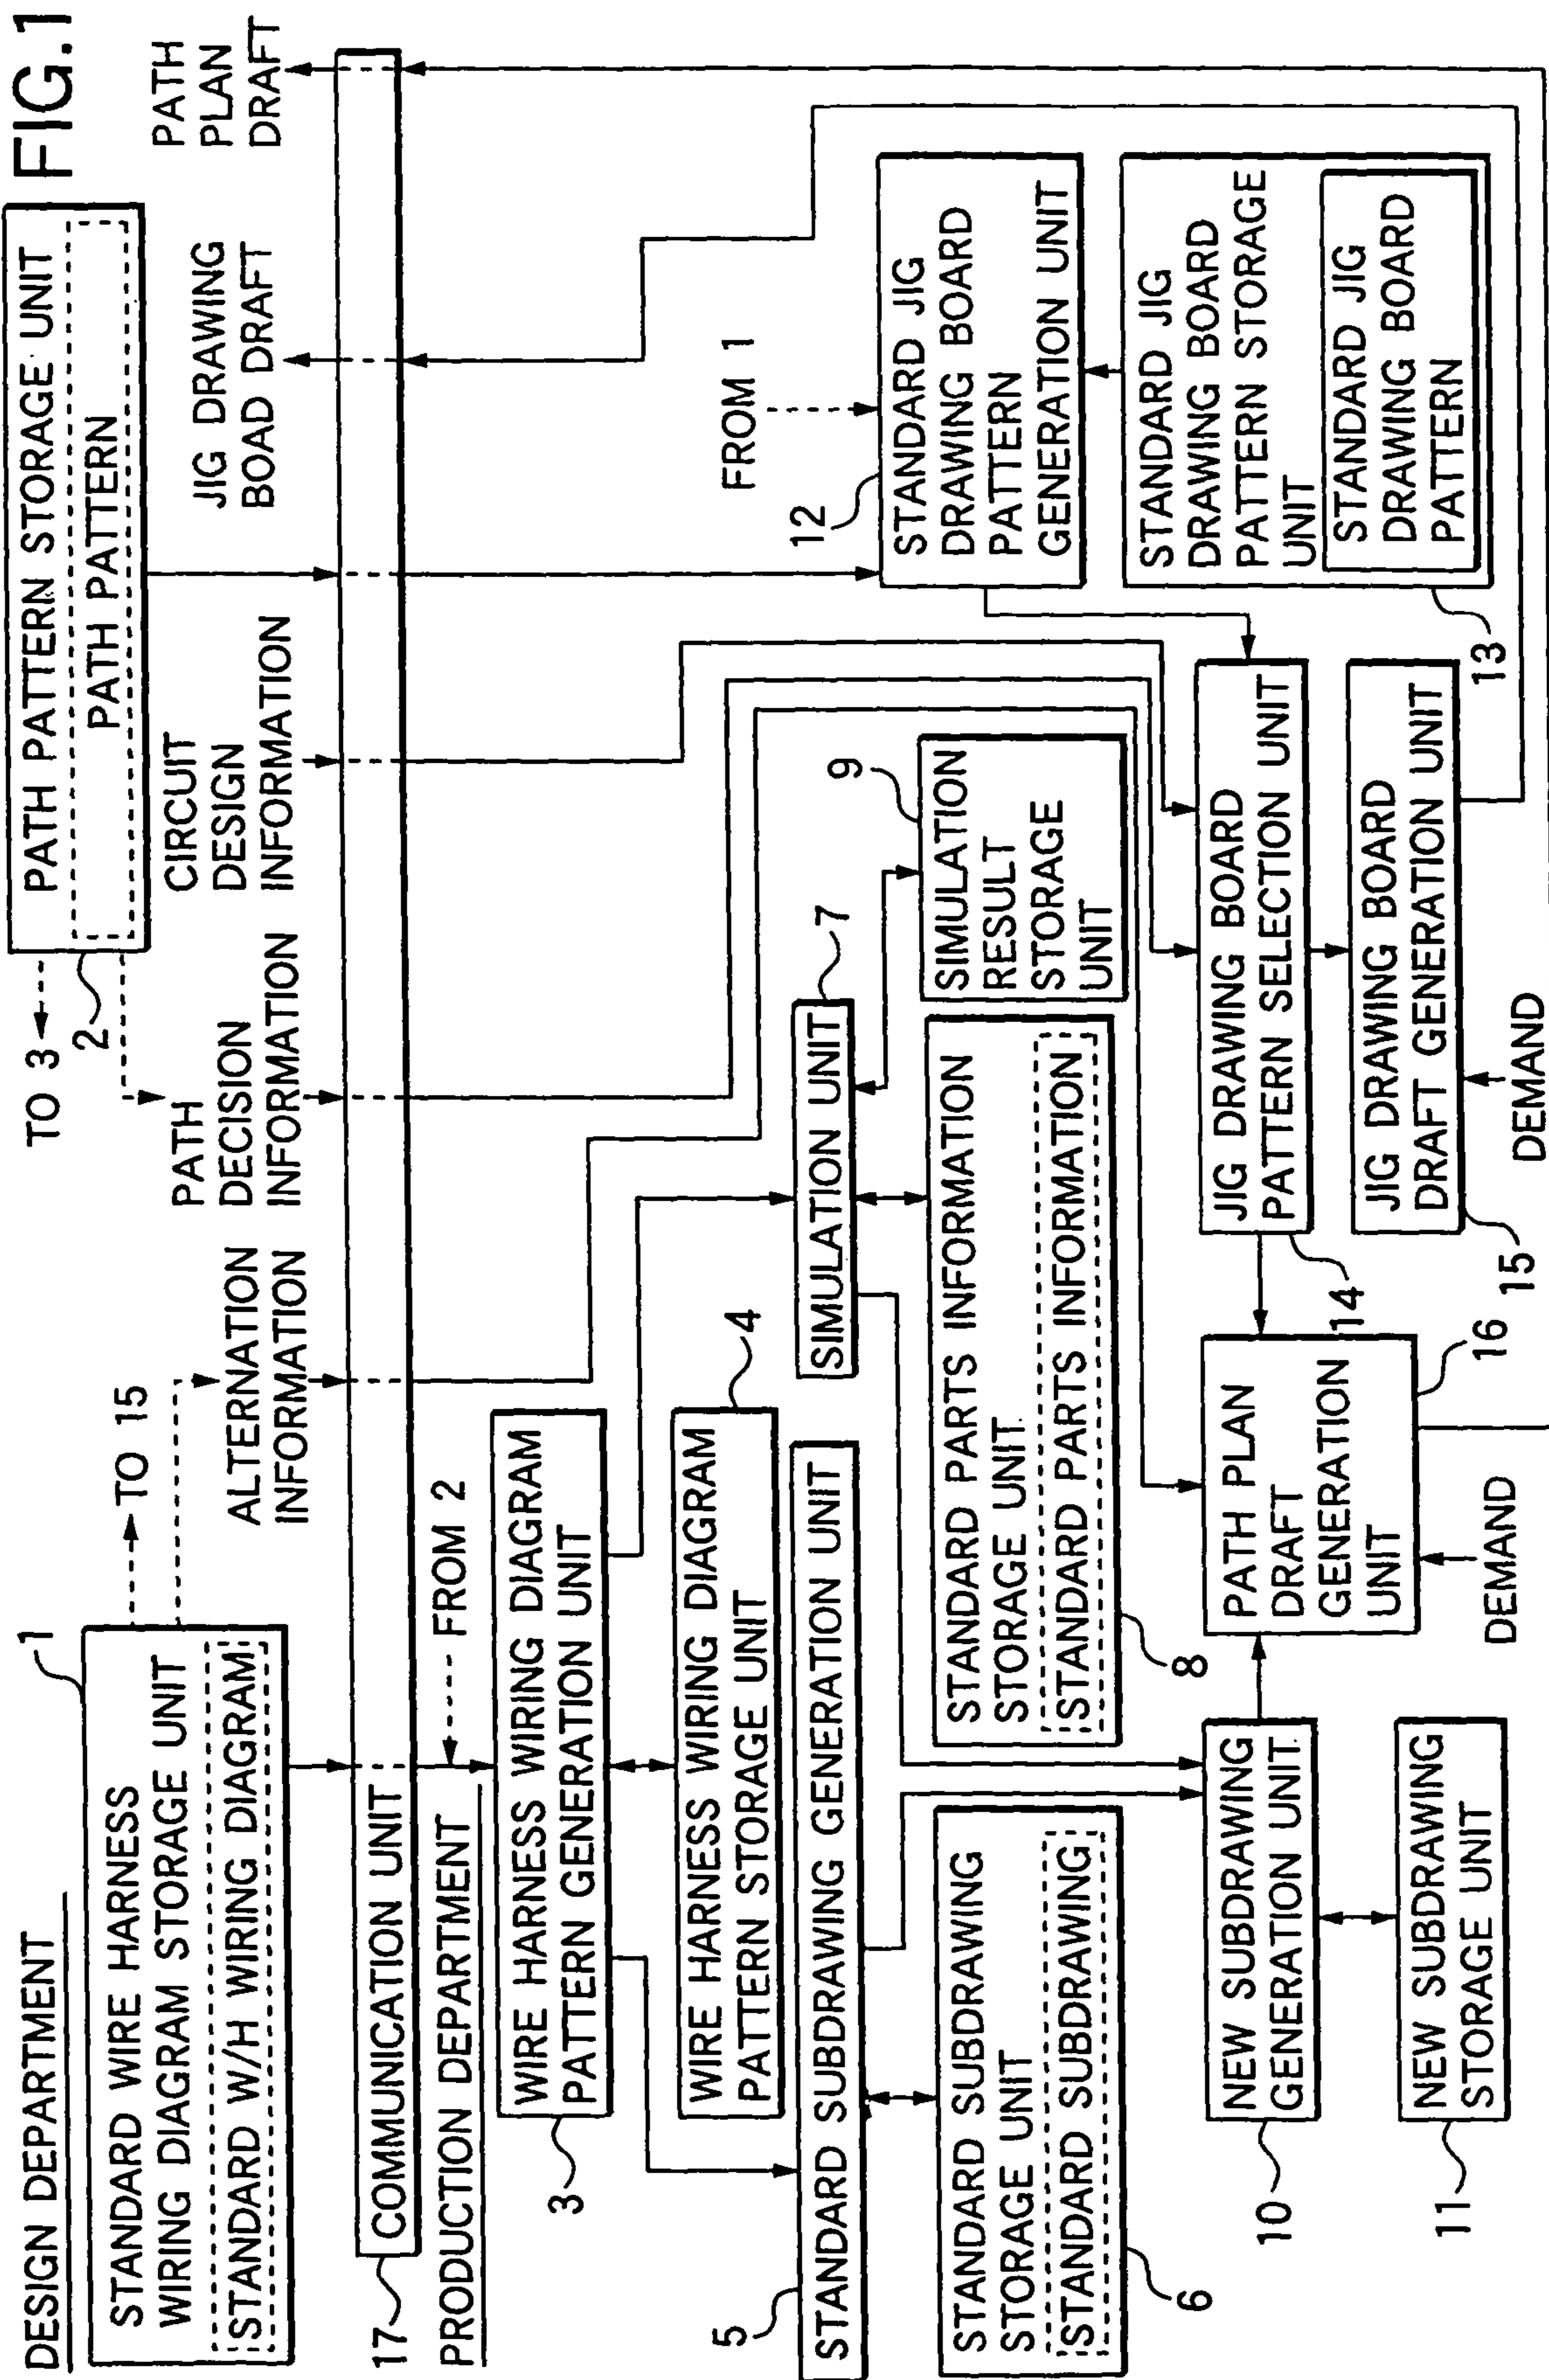 FIG.1
DESIGN DEPARTMENT
1
STANDARD WIRE HARNESS
WIRING DIAGRAM STORAGE UNIT
STANDARD W/H WIRING DIAGRAM
TO 15
ALTERNATION
INFORMATION
TO 3
2
PATH PATTERN STORAGE UNIT
PATH PATTERN
PATH
DECISION
INFORMATION
CIRCUIT
DESIGN
INFORMATION
JIG DRAWING
BOAD DRAFT
PATH
PLAN
DRAFT
17
COMMUNICATION UNIT
PRODUCTION DEPARTMENT
FROM 2
3
WIRE HARNESS WIRING DIAGRAM
PATTERN GENERATION UNIT
4
WIRE HARNESS WIRING DIAGRAM
PATTERN STORAGE UNIT
5
STANDARD SUBDRAWING GENERATION UNIT
STANDARD SUBDRAWING
STORAGE UNIT
STANDARD SUBDRAWING
6
7
SIMULATION UNIT
STANDARD PARTS INFORMATION
STORAGE UNIT
STANDARD PARTS INFORMATION
8
9
SIMULATION
RESULT
STORAGE
UNIT
FROM 1
12
STANDARD JIG
DRAWING BOARD
PATTERN
GENERATION UNIT
STANDARD JIG
DRAWING BOARD
PATTERN STORAGE
UNIT
STANDARD JIG
DRAWING BOARD
PATTERN
13
NEW SUBDRAWING
GENERATION UNIT
10
NEW SUBDRAWING
STORAGE UNIT
11
PATH PLAN
DRAFT
GENERATION
UNIT
16
DEMAND
JIG DRAWING BOARD
PATTERN SELECTION UNIT
14
JIG DRAWING BOARD
DRAFT GENERATION UNIT
15
DEMAND